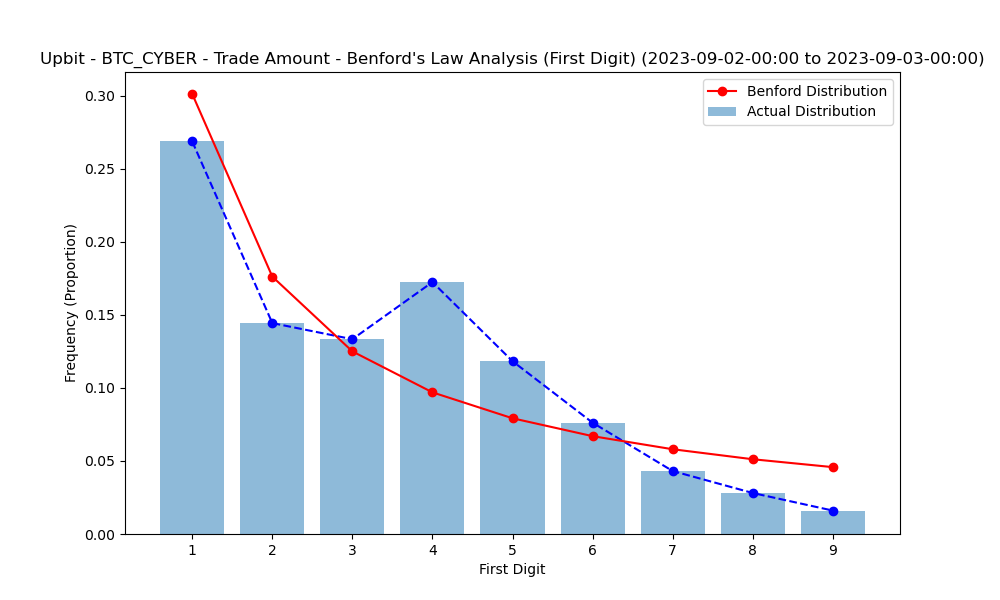 Upbit - BTC_CYBER - Trade Amount - Benford's Law Analysis (First Digit) (2023-09-02-00:00 to 2023-09-03-00:00)
Benford Distribution
Actual Distribution
0.30
0.25
0.20
0.15
0.10
0.05
0.00
Frequency (Proportion)
1 2 3 4 5 6 7 8 9
First Digit